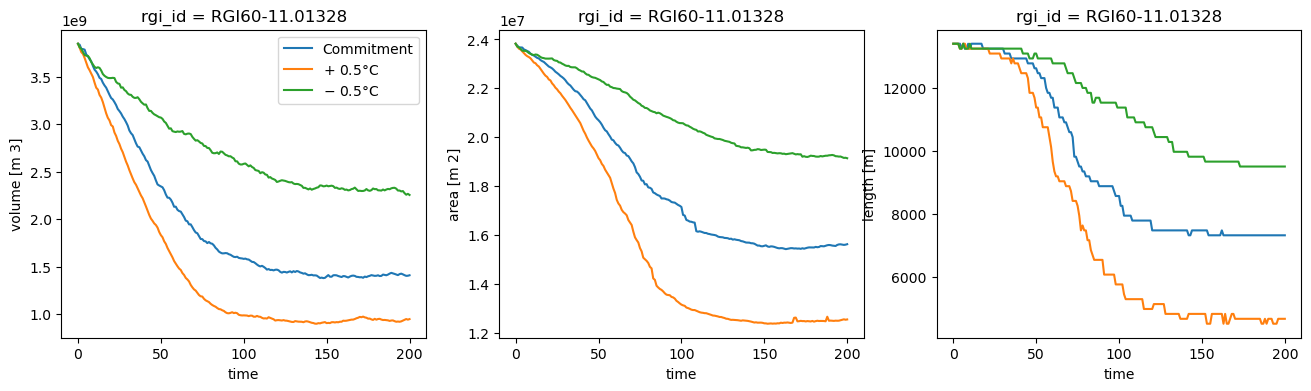 rgi_id = RGI60-11.01328
1e9
Commitment
+ 0.5°C
− 0.5°C
3.5
3.0
2.5
2.0
1.5
1.0
volume [m 3]
0 50 100 150 200
time
rgi_id = RGI60-11.01328
1e7
2.4
2.2
2.0
1.8
1.6
1.4
1.2
area [m 2]
0 50 100 150 200
time
rgi_id = RGI60-11.01328
12000
10000
8000
6000
length [m]
0 50 100 150 200
time